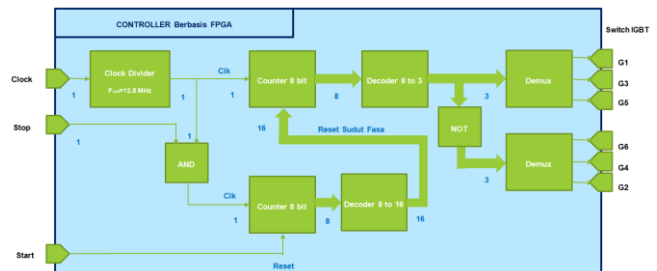 CONTROLLER Berbasis FPGA
Switch IGBT
Clock
1
Clock Divider
Fout=12.8 MHz
1
Clk
1
Counter 8 bit
8
Decoder 8 to 3
3
Demux
G1
G3
G5
Stop
1
1
16
Reset Sudut Fasa
NOT
AND
3
Demux
G6
G4
G2
Clk
1
Counter 8 bit
8
Decoder 8 to 16
16
Start
Reset